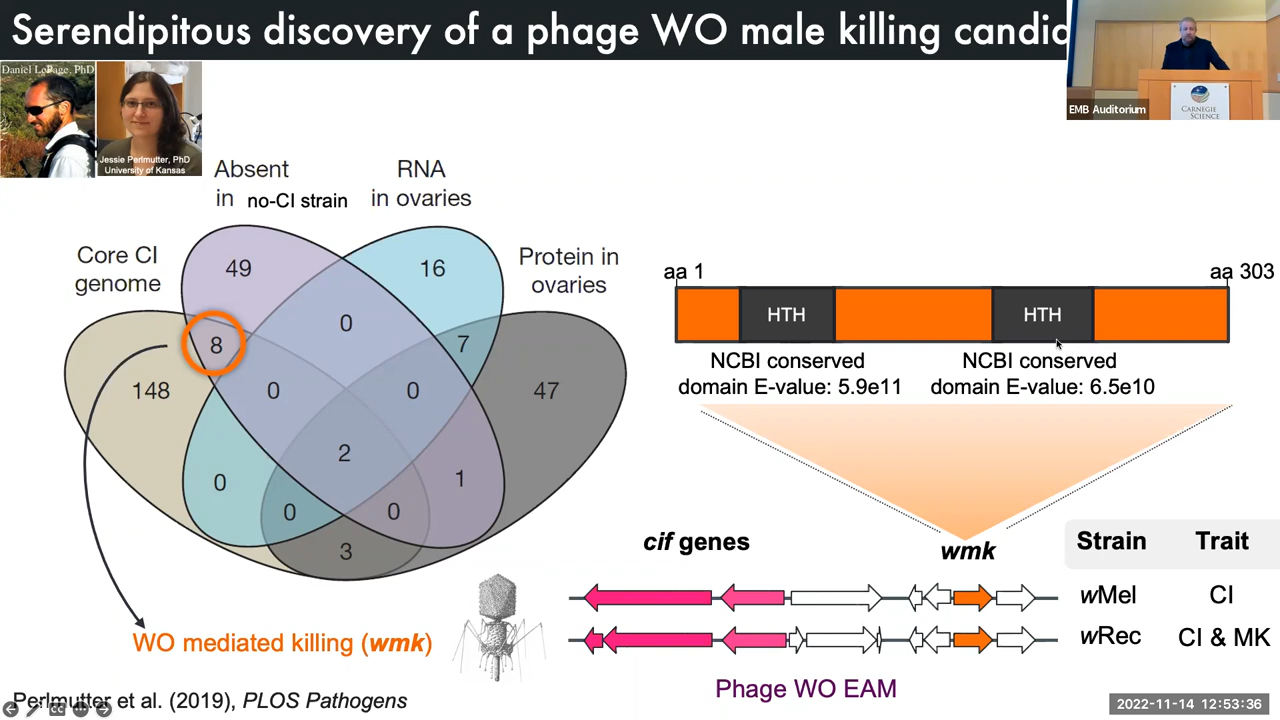 Serendipitous discovery of a phage WO male killing candid
Daniel LePage, PhD
Jessie Perlmutter, PhD
University of Kansas
EMB Auditorium
CARNEGIE
SCIENCE
Absent
in no-CI strain
RNA
in ovaries
Core CI
genome
Protein in
ovaries
49
16
0
8
7
148
0
0
47
2
0
1
0
0
3
WO mediated killing (wmk)
Perlmutter et al. (2019), PLOS Pathogens
aa 1
aa 303
HTH
HTH
NCBI conserved
domain E-value: 5.9e11
NCBI conserved
domain E-value: 6.5e10
cif genes
wmk
Strain
Trait
wMel
CI
wRec
CI & MK
Phage WO EAM
CC
2022-11-14 12:53:36